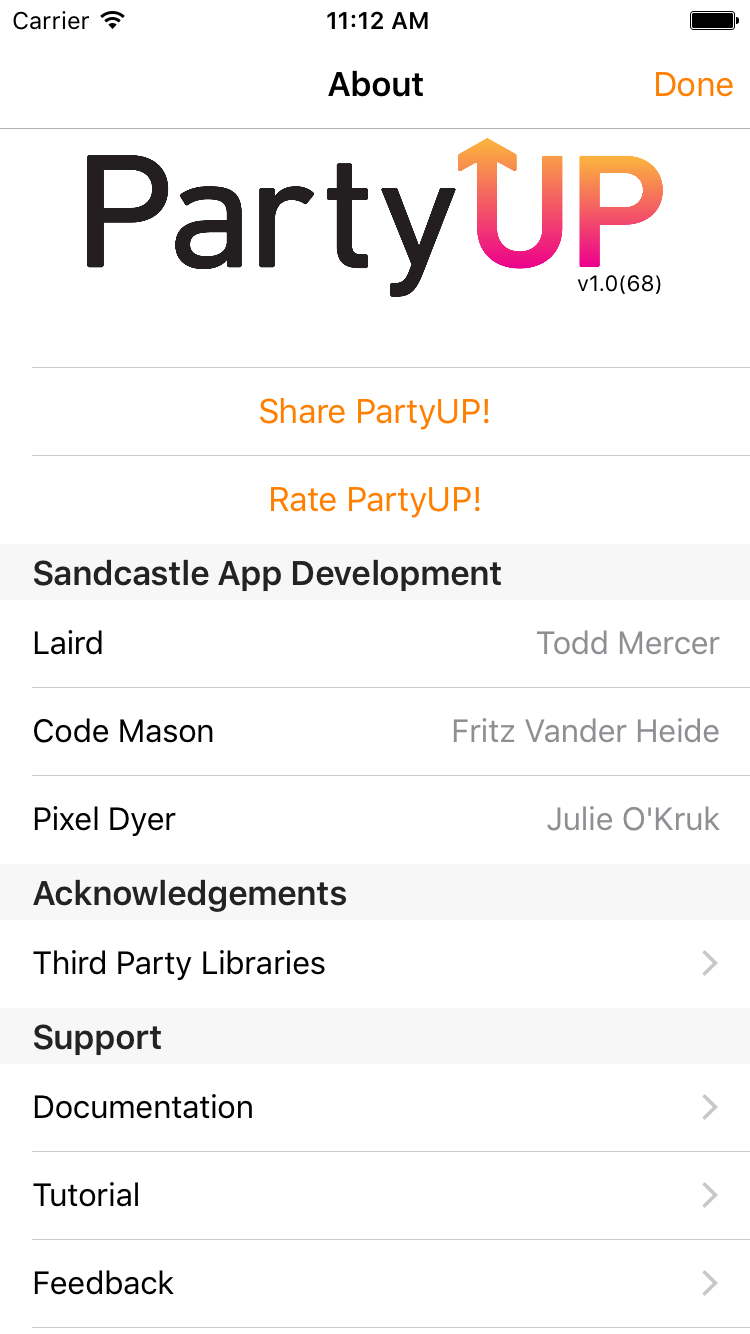 Carrier 11:12 AM
About Done
PartyUP
v1.0(68)
Share PartyUP!
Rate PartyUP!
Sandcastle App Development
Laird Todd Mercer
Code Mason Fritz Vander Heide
Pixel Dyer Julie O'Kruk
Acknowledgements
Third Party Libraries
Support
Documentation
Tutorial
Feedback